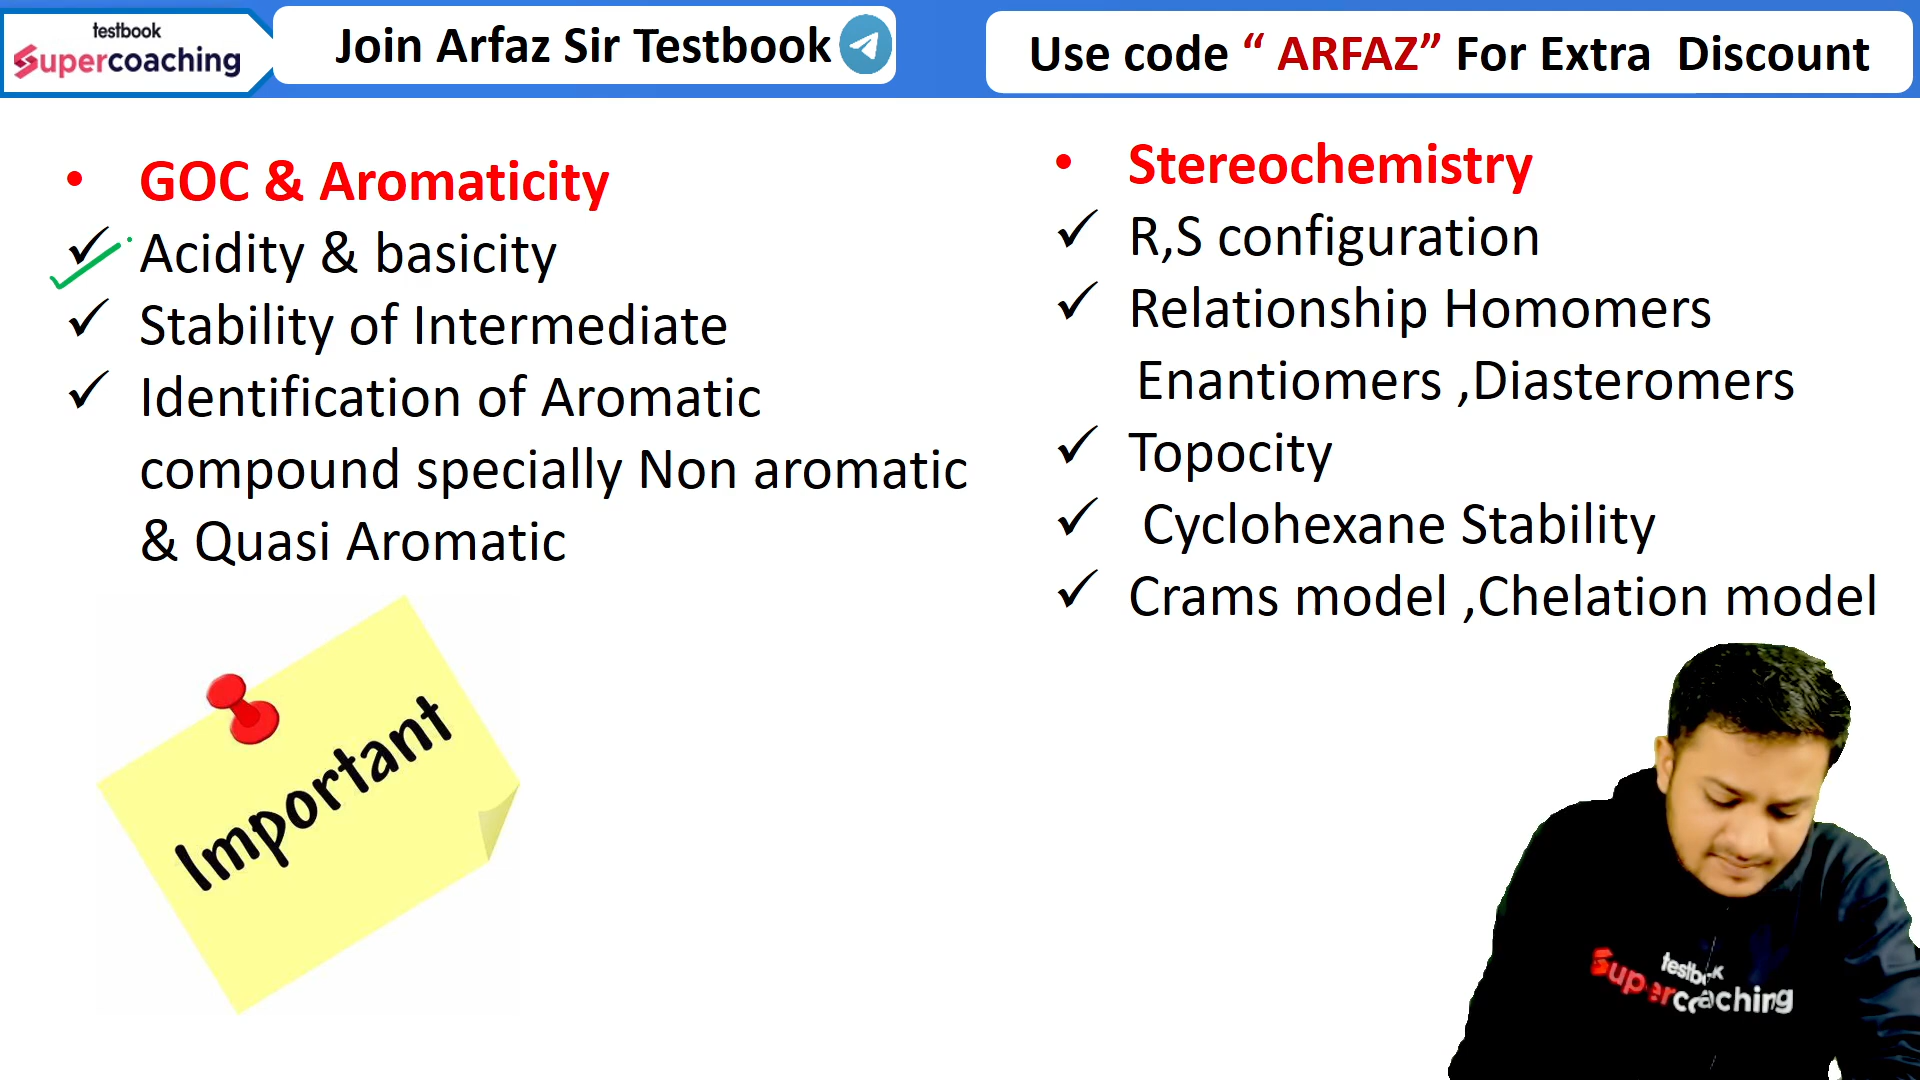 testbook
Supercoaching
Join Arfaz Sir Testbook
Use code “ ARFAZ” For Extra Discount
• GOC & Aromaticity
✓ Acidity & basicity
✓ Stability of Intermediate
✓ Identification of Aromatic
compound specially Non aromatic
& Quasi Aromatic
Important
• Stereochemistry
✓ R,S configuration
✓ Relationship Homomers
Enantiomers ,Diasteromers
✓ Topocity
✓ Cyclohexane Stability
✓ Crams model ,Chelation model
testbook
Supercoaching